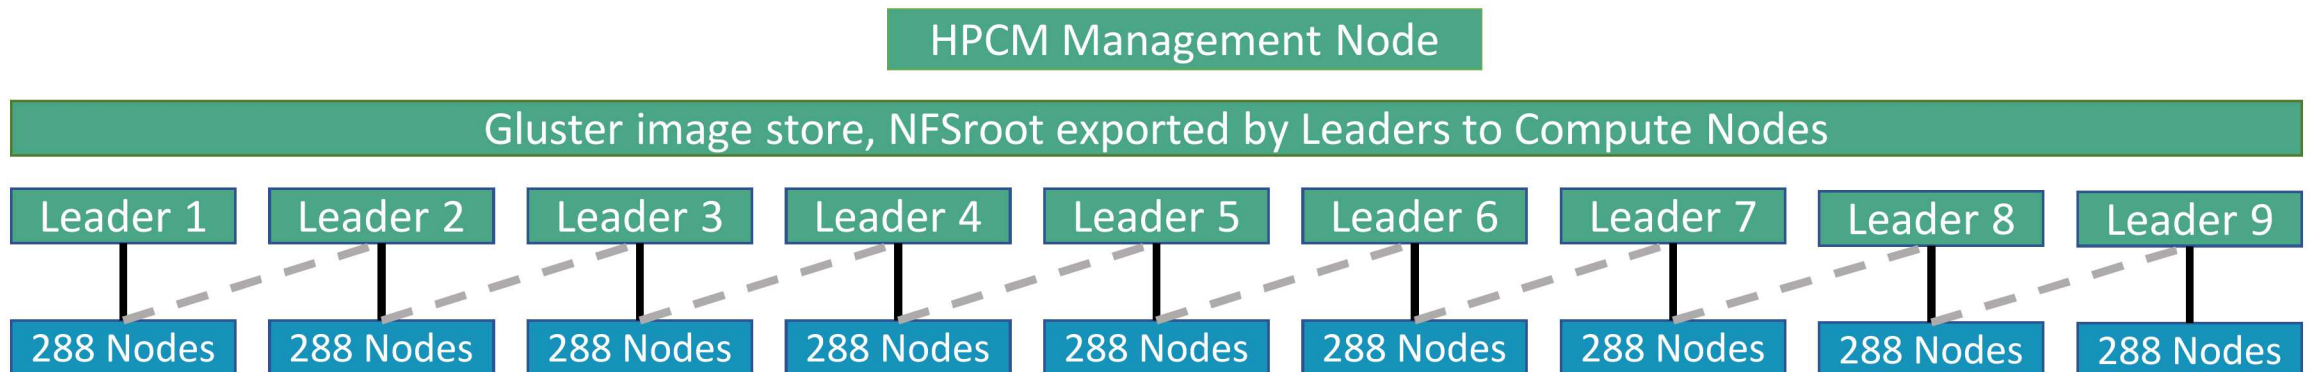 HPCM Management Node
Gluster image store, NFSroot exported by Leaders to Compute Nodes
Leader 1
Leader 2
Leader 3
Leader 4
Leader 5
Leader 6
Leader 7
Leader 8
Leader 9
288 Nodes
288 Nodes
288 Nodes
288 Nodes
288 Nodes
288 Nodes
288 Nodes
288 Nodes
288 Nodes